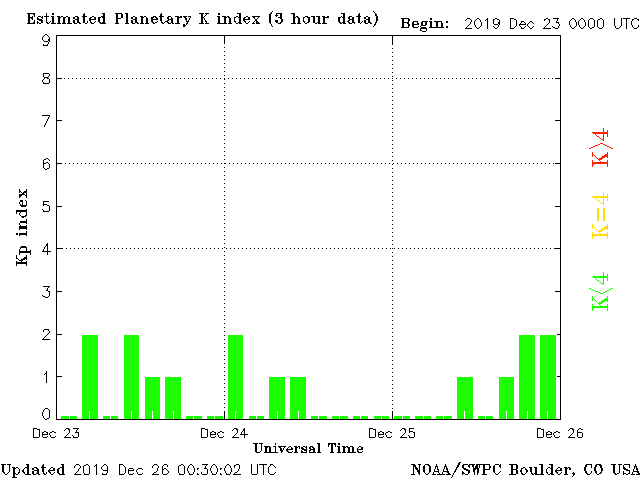 Estimated Planetary K index (3 hour data) Begin: 2019 Dec 23 0000 UTC
9
8
7
6
5
4
3
2
1
0
Kp index
K>4
K=4
K<4
Dec 23 Dec 24 Dec 25 Dec 26
Universal Time
Updated 2019 Dec 26 00:30:02 UTC NOAA/SWPC Boulder, CO USA